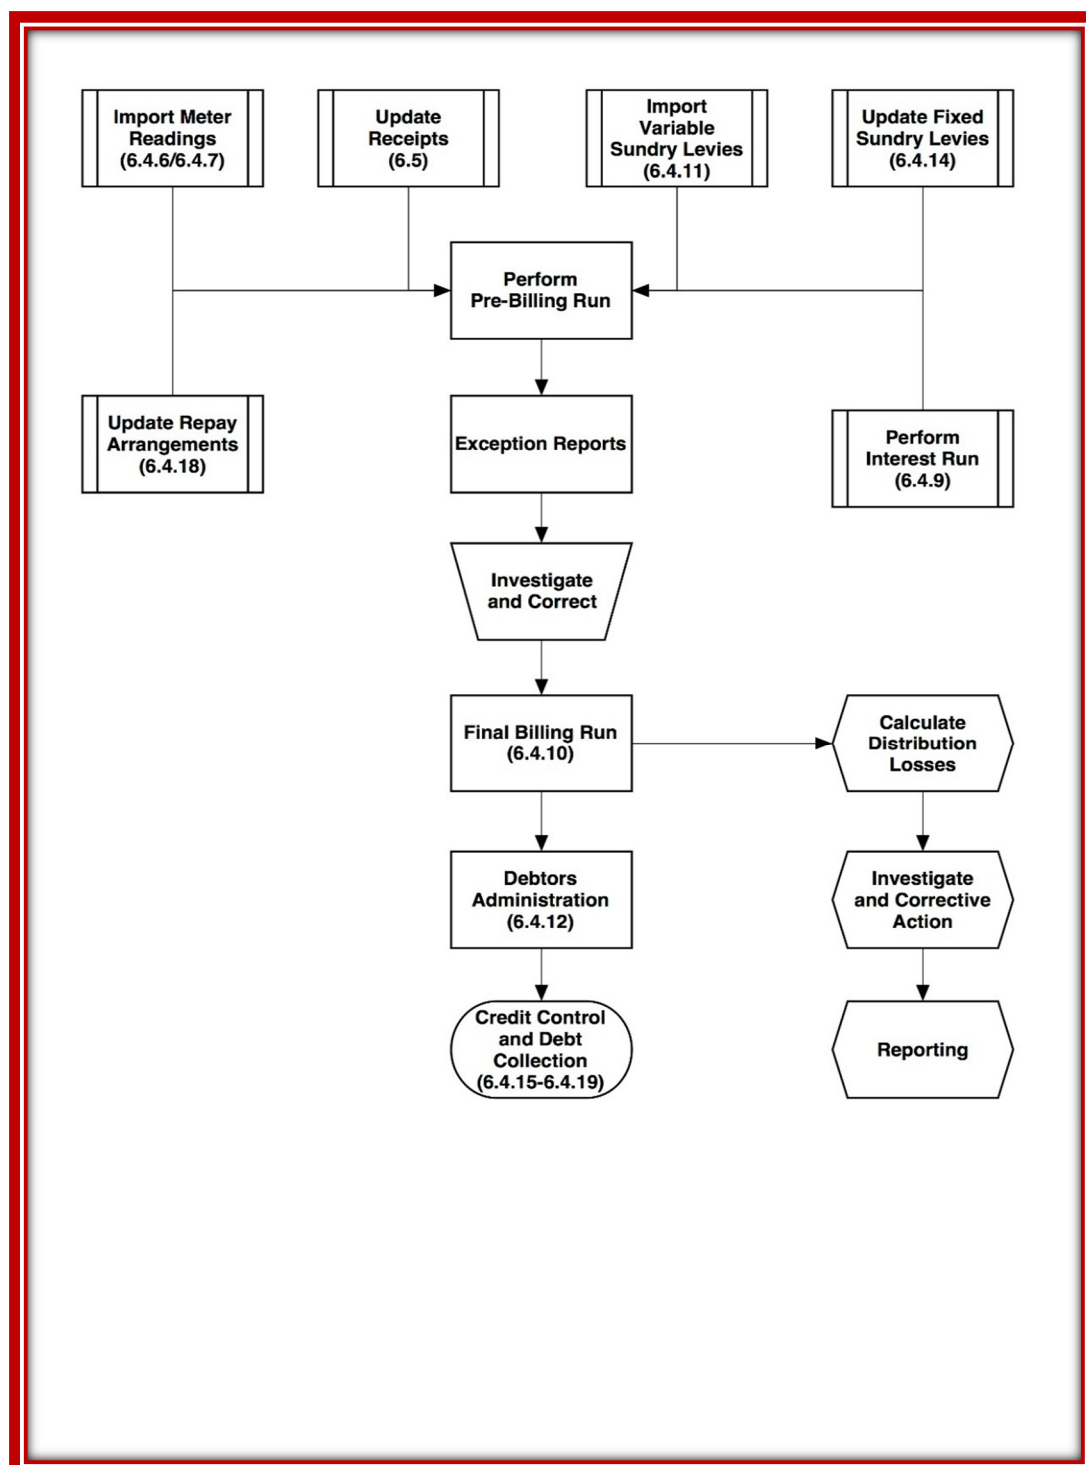 Import Meter
Readings
(6.4.6/6.4.7)
Update
Receipts
(6.5)
Import
Variable
Sundry Levies
(6.4.11)
Update Fixed
Sundry Levies
(6.4.14)
Perform
Pre-Billing Run
Update Repay
Arrangements
(6.4.18)
Exception Reports
Perform
Interest Run
(6.4.9)
Investigate
and Correct
Final Billing Run
(6.4.10)
Calculate
Distribution
Losses
Debtors
Administration
(6.4.12)
Investigate
and Corrective
Action
Credit Control
and Debt
Collection
(6.4.15-6.4.19)
Reporting